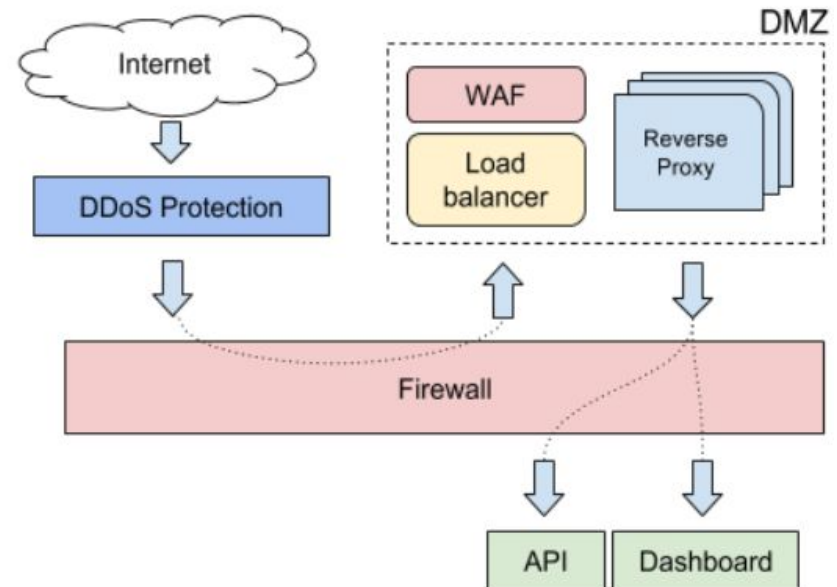 DMZ
Internet
WAF
Reverse
Proxy
Load
balancer
DDoS Protection
Firewall
API
Dashboard